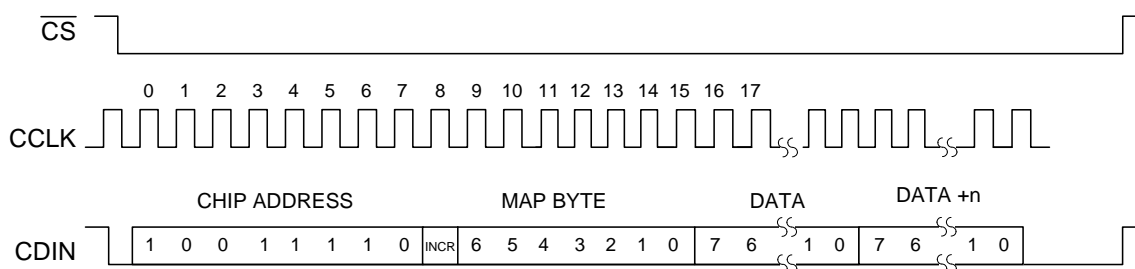 CS
0 1 2 3 4 5 6 7 8 9 10 11 12 13 14 15 16 17
CCLK
CHIP ADDRESS MAP BYTE DATA DATA +n
CDIN 1 0 0 1 1 1 1 0 INCR 6 5 4 3 2 1 0 7 6 1 0 7 6 1 0